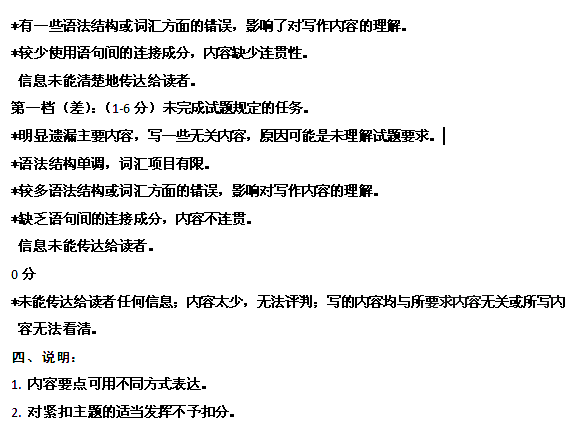 *有一些语法结构或词汇方面的错误，影响了对写作内容的理解。
*较少使用语句间的连接成分，内容缺少连贯性。
信息未能清楚地传达给读者。
第一档（差）：（1-6 分）未完成试题规定的任务。
*明显遗漏主要内容，写一些无关内容，原因可能是未理解试题要求。
*语法结构单调，词汇项目有限。
*较多语法结构或词汇方面的错误，影响对写作内容的理解。
*缺乏语句间的连接成分，内容不连贯。
信息未能传达给读者。
0 分
*未能传达给读者任何信息；内容太少，无法评判；写的内容均与所要求内容无关或所写内
容无法看清。
四、说明：
1. 内容要点可用不同方式表达。
2. 对紧扣主题的适当发挥不予扣分。